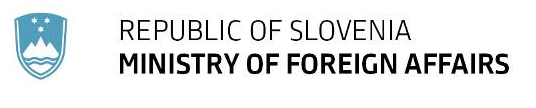 REPUBLIC OF SLOVENIA
MINISTRY OF FOREIGN AFFAIRS